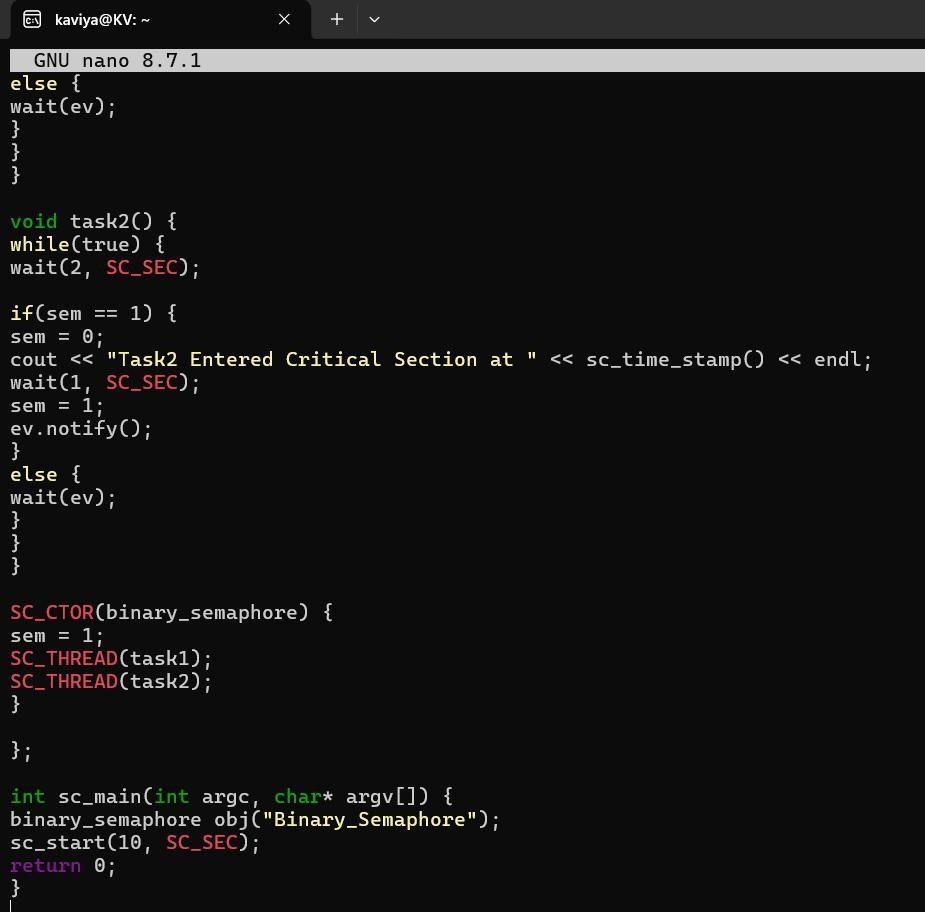 kaviya@KV: ~
GNU nano 8.7.1
else {
wait(ev);
}
}
}
void task2() {
while(true) {
wait(2, SC_SEC);
if(sem == 1) {
sem = 0;
cout << "Task2 Entered Critical Section at " << sc_time_stamp() << endl;
wait(1, SC_SEC);
sem = 1;
ev.notify();
}
else {
wait(ev);
}
}
}
SC_CTOR(binary_semaphore) {
sem = 1;
SC_THREAD(task1);
SC_THREAD(task2);
}
};
int sc_main(int argc, char* argv[]) {
binary_semaphore obj("Binary_Semaphore");
sc_start(10, SC_SEC);
return 0;
}